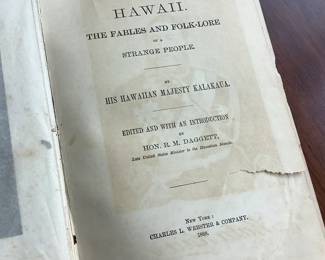 HAWAII.
THE FABLES AND FOLK-LORE
OF A
STRANGE PEOPLE.
BY
HIS HAWAIIAN MAJESTY KALAKAUA.
EDITED AND WITH AN INTRODUCTION
BY
HON. R. M. DAGGETT,
Late United States Minister to the Hawaiian Islands.
NEW YORK:
CHARLES L. WEBSTER & COMPANY.
1888.